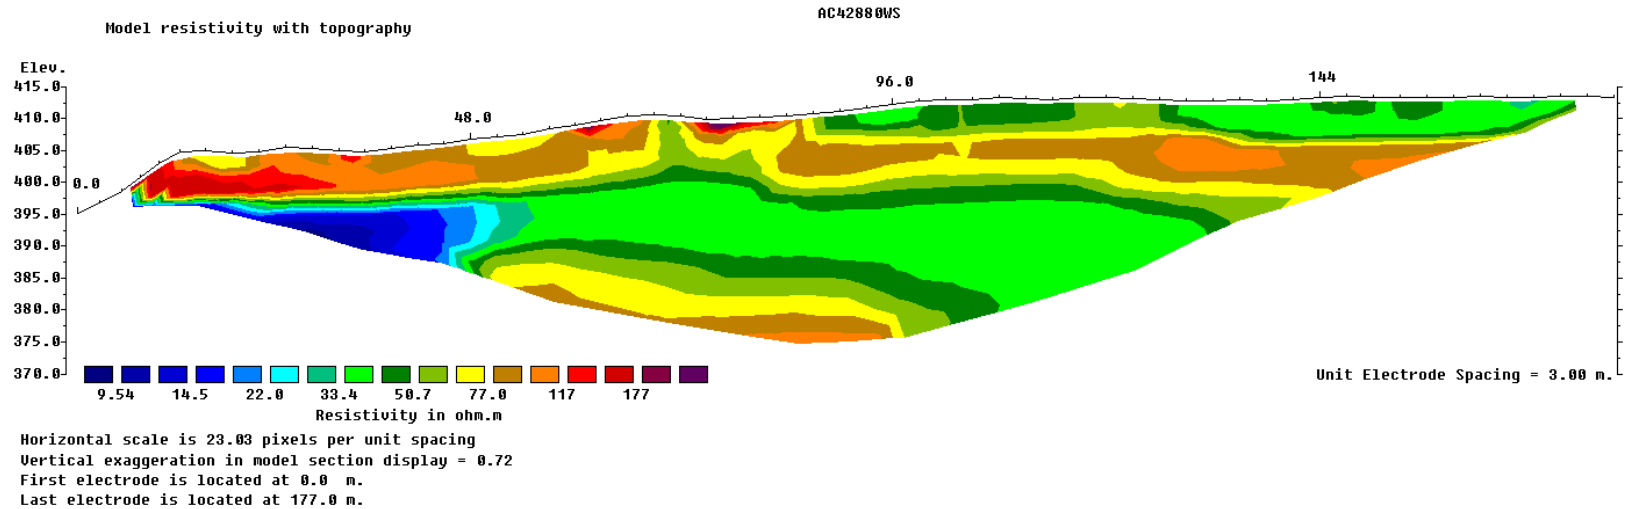 AC42880WS
Model resistivity with topography
Elev.
415.0
410.0
405.0
400.0
395.0
390.0
385.0
380.0
375.0
370.0
0.0
48.0
96.0
144
9.54 14.5 22.0 33.4 50.7 77.0 117 177
Resistivity in ohm.m
Unit Electrode Spacing = 3.00 m.
Horizontal scale is 23.03 pixels per unit spacing
Vertical exaggeration in model section display = 0.72
First electrode is located at 0.0 m.
Last electrode is located at 177.0 m.